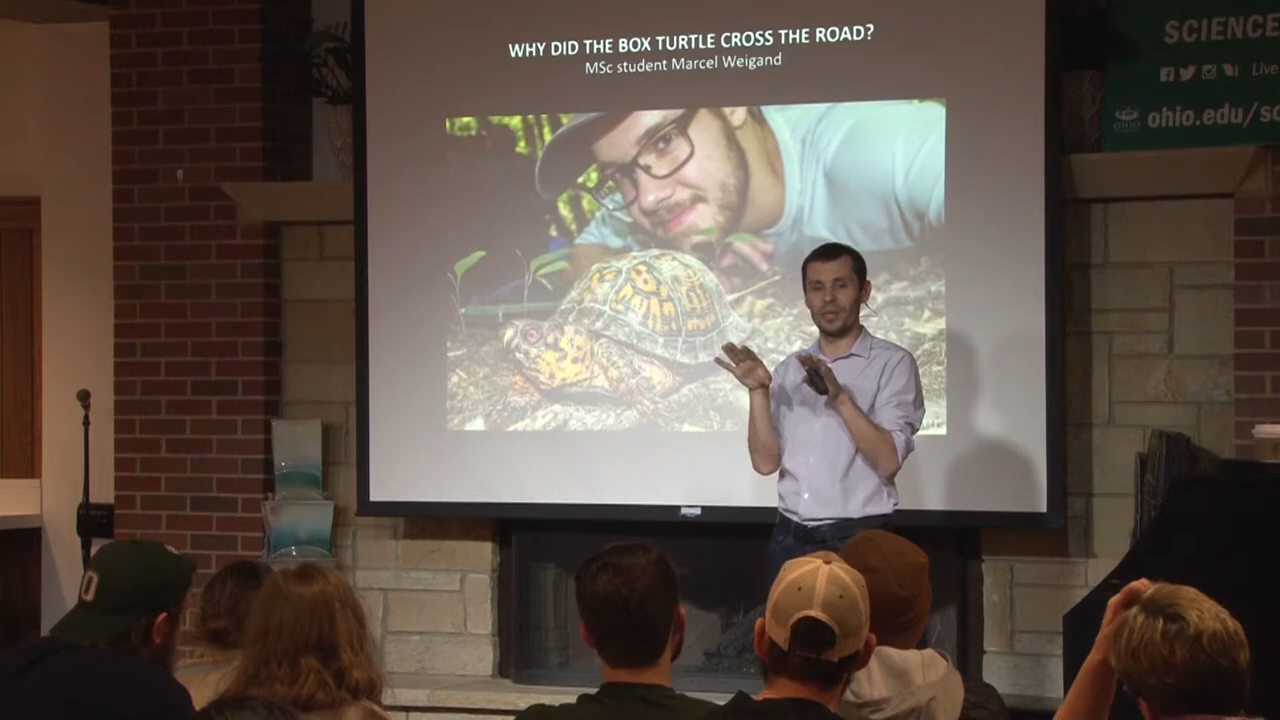 WHY DID THE BOX TURTLE CROSS THE ROAD?
MSc student Marcel Weigand
SCIENCE
Live
OHIO
ohio.edu/sc
O